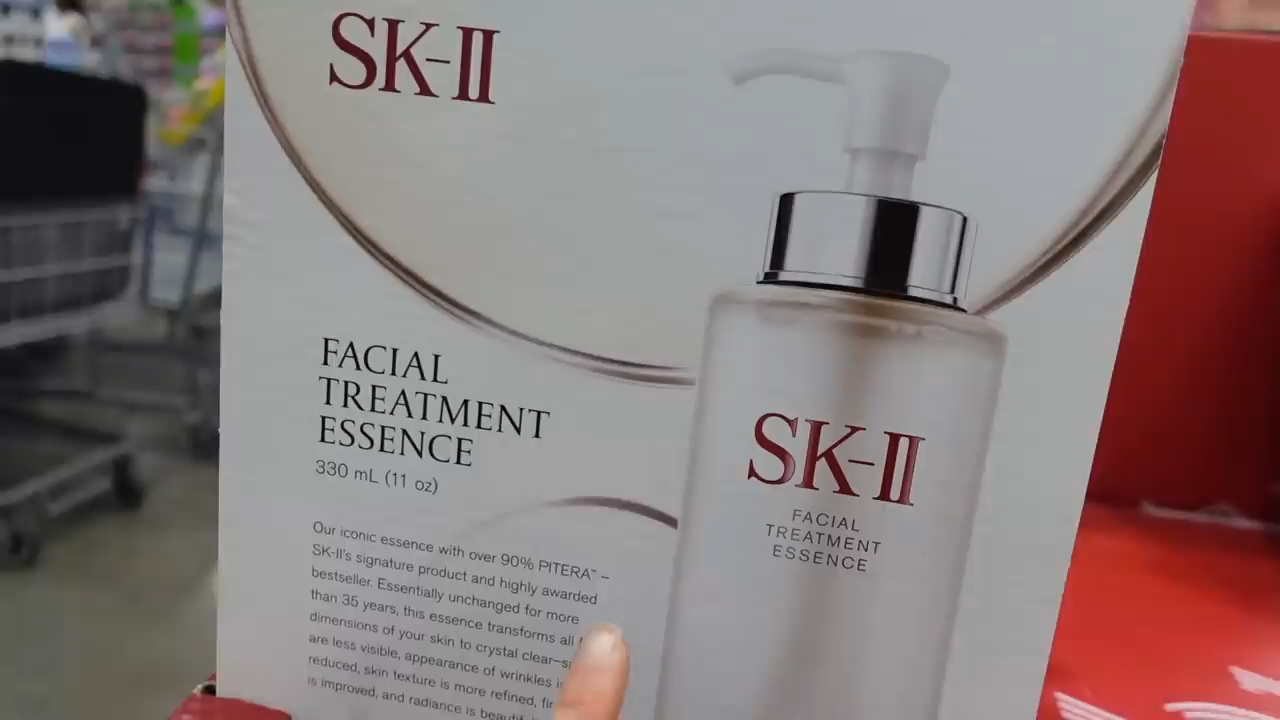 SK-II
FACIAL
TREATMENT
ESSENCE
330 mL (11 oz)
Our iconic essence with over 90% PITERA™ –
SK-II's signature product and highly awarded
bestseller. Essentially unchanged for more
than 35 years, this essence transforms all
dimensions of your skin to crystal clear–
are less visible, appearance of wrinkles
reduced, skin texture is more refined,
is improved, and radiance is
SK-II
FACIAL
TREATMENT
ESSENCE